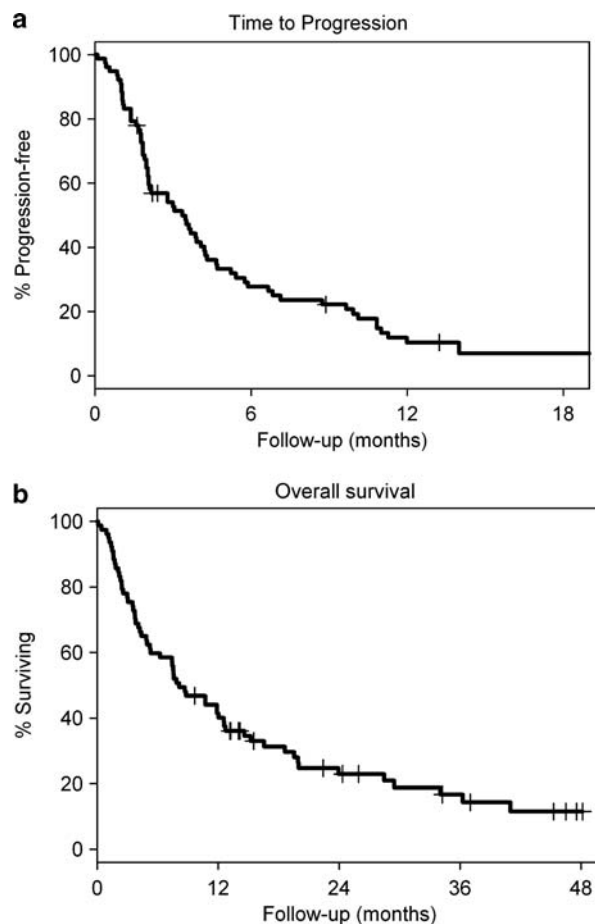 a
Time to Progression
% Progression-free
100
80
60
40
20
0
0 6 12 18
Follow-up (months)
b
Overall survival
% Surviving
100
80
60
40
20
0
0 12 24 36 48
Follow-up (months)